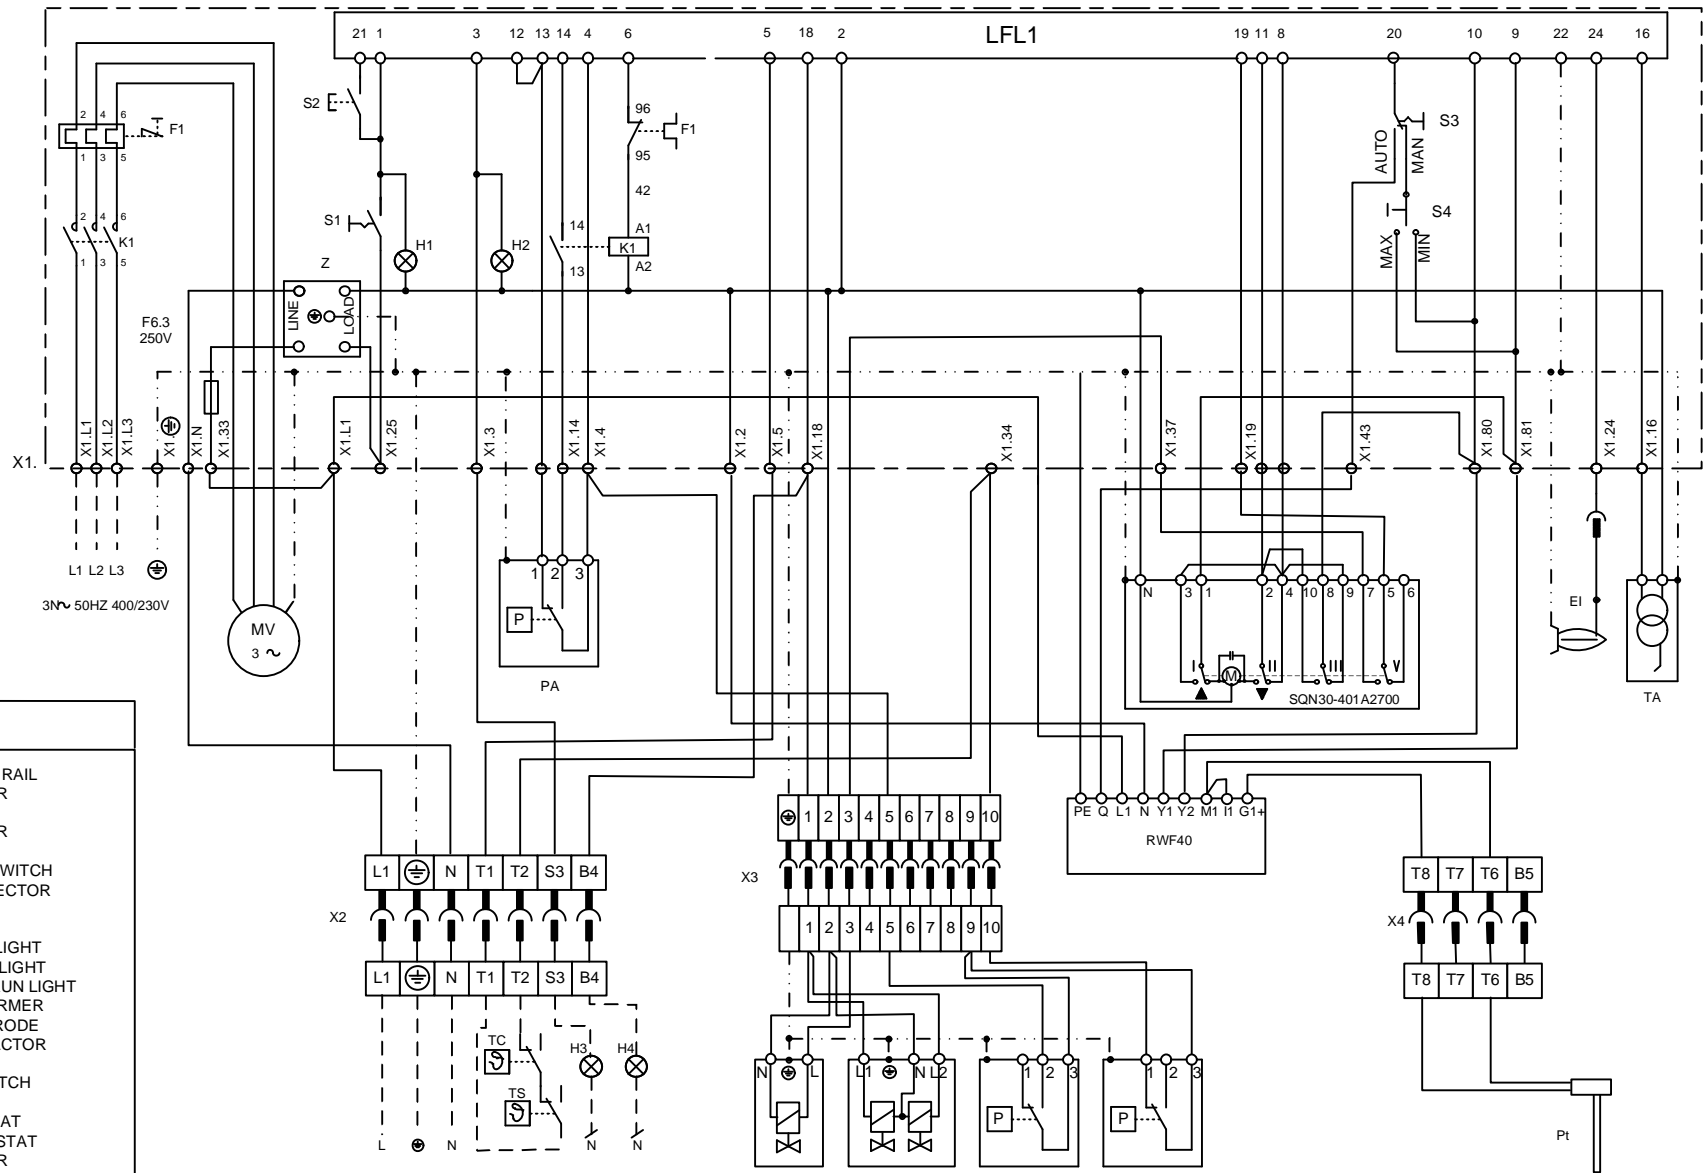 LFL1
21 1 3 12 13 14 4 6 5 18 2 19 11 8 20 10 9 22 24 16
S2
96
F1
95
42
2 4 6
F1
1 3 5
S3
AUTO
MAN
S4
MAX
MIN
2 4 6
K1
1 3 5
S1
H1
H2
14
13
A1
K1
A2
Z
LINE
LOAD
F6.3
250V
X1.
X1.L1
X1.L2
X1.L3
X1.
X1.N
X1.33
X1.L1
X1.25
X1.3
X1.14
X1.4
X1.2
X1.5
X1.18
X1.34
X1.37
X1.19
X1.43
X1.80
X1.81
X1.24
X1.16
L1 L2 L3
3N~ 50HZ 400/230V
MV
3 ~
1 2 3
P
PA
N 3 1 2 4 10 8 9 7 5 6
I M II III V
SQN30-401A2700
EI
TA
RAIL
R
R
WITCH
ECTOR
LIGHT
LIGHT
UN LIGHT
RMER
RODE
CTOR
TCH
AT
STAT
R
PE Q L1 N Y1 Y2 M1 I1 G1+
RWF40
1 2 3 4 5 6 7 8 9 10
X3
1 2 3 4 5 6 7 8 9 10
L1 N T1 T2 S3 B4
X2
L1 N T1 T2 S3 B4
T8 T7 T6 B5
X4
T8 T7 T6 B5
TC
TS
H3
H4
L N N N
N L
L1 N L2
1 2 3
P
1 2 3
P
Pt